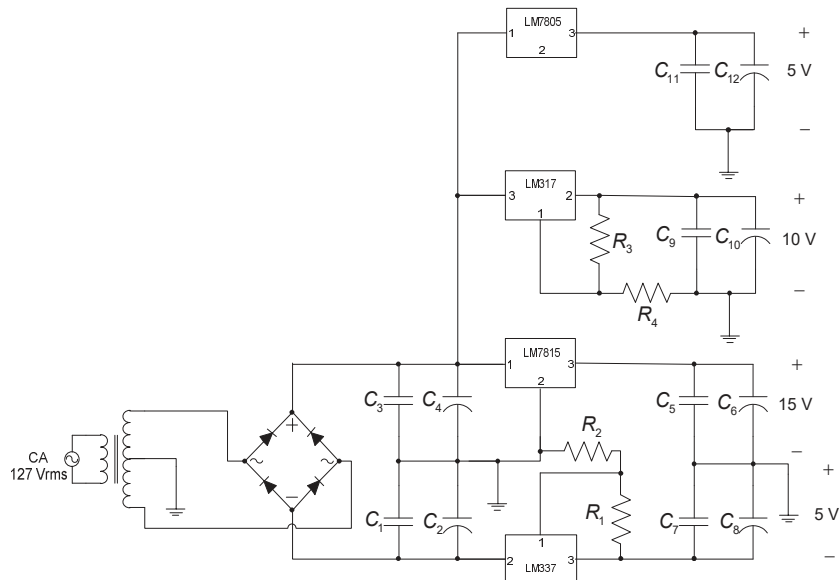 LM7805
1
3
2
+
C11
C12
5 V
–
LM317
3
2
1
+
R3
C9
C10
10 V
–
R4
LM7815
1
3
2
+
C3
C4
R2
C5
C6
15 V
–
+
CA
127 Vrms
+
~
~
–
C1
C2
R1
C7
C8
5 V
1
2
3
LM337
–